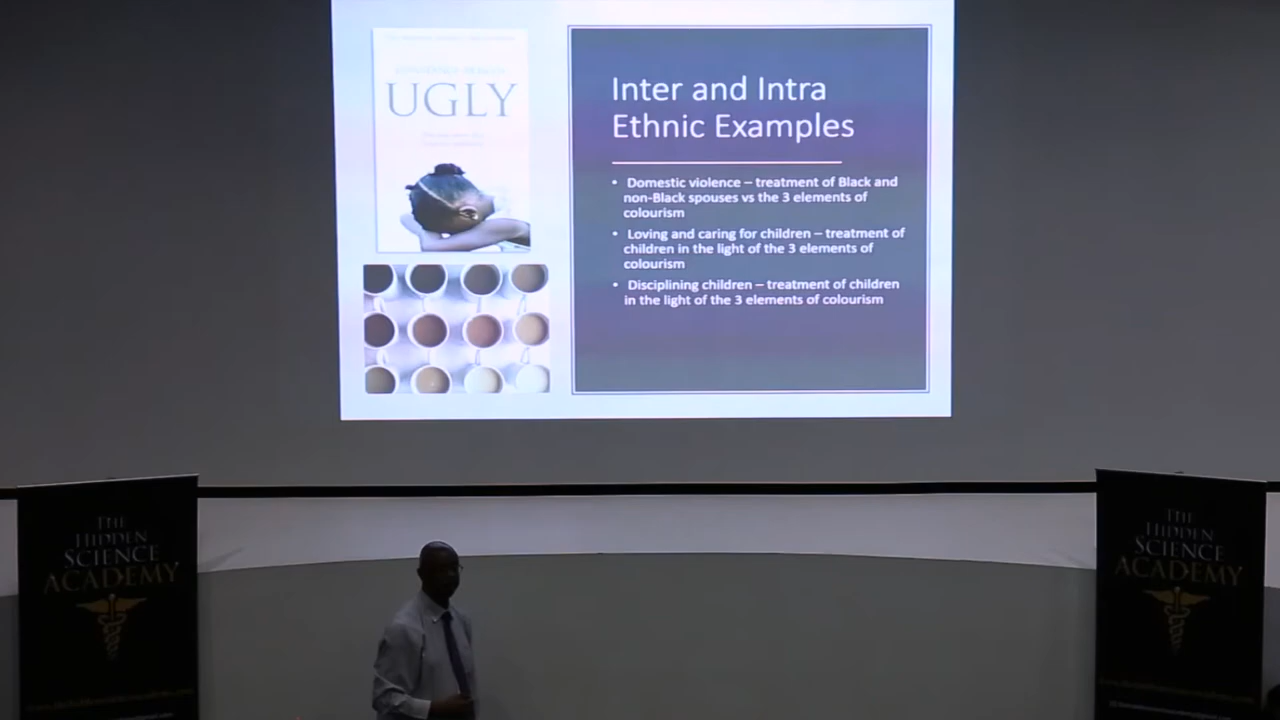 UGLY
Inter and Intra
Ethnic Examples
• Domestic violence – treatment of Black and
non-Black spouses vs the 3 elements of
colourism
• Loving and caring for children – treatment of
children in the light of the 3 elements of
colourism
• Disciplining children – treatment of children
in the light of the 3 elements of colourism
THE
HIDDEN
SCIENCE
ACADEMY
THE
HIDDEN
SCIENCE
ACADEMY